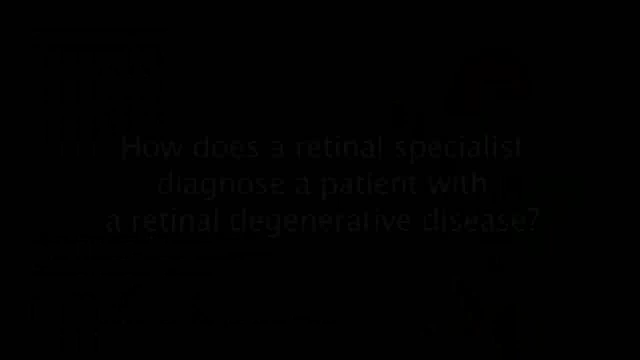 How does a retinal specialist
diagnose a patient with
a retinal degenerative disease?